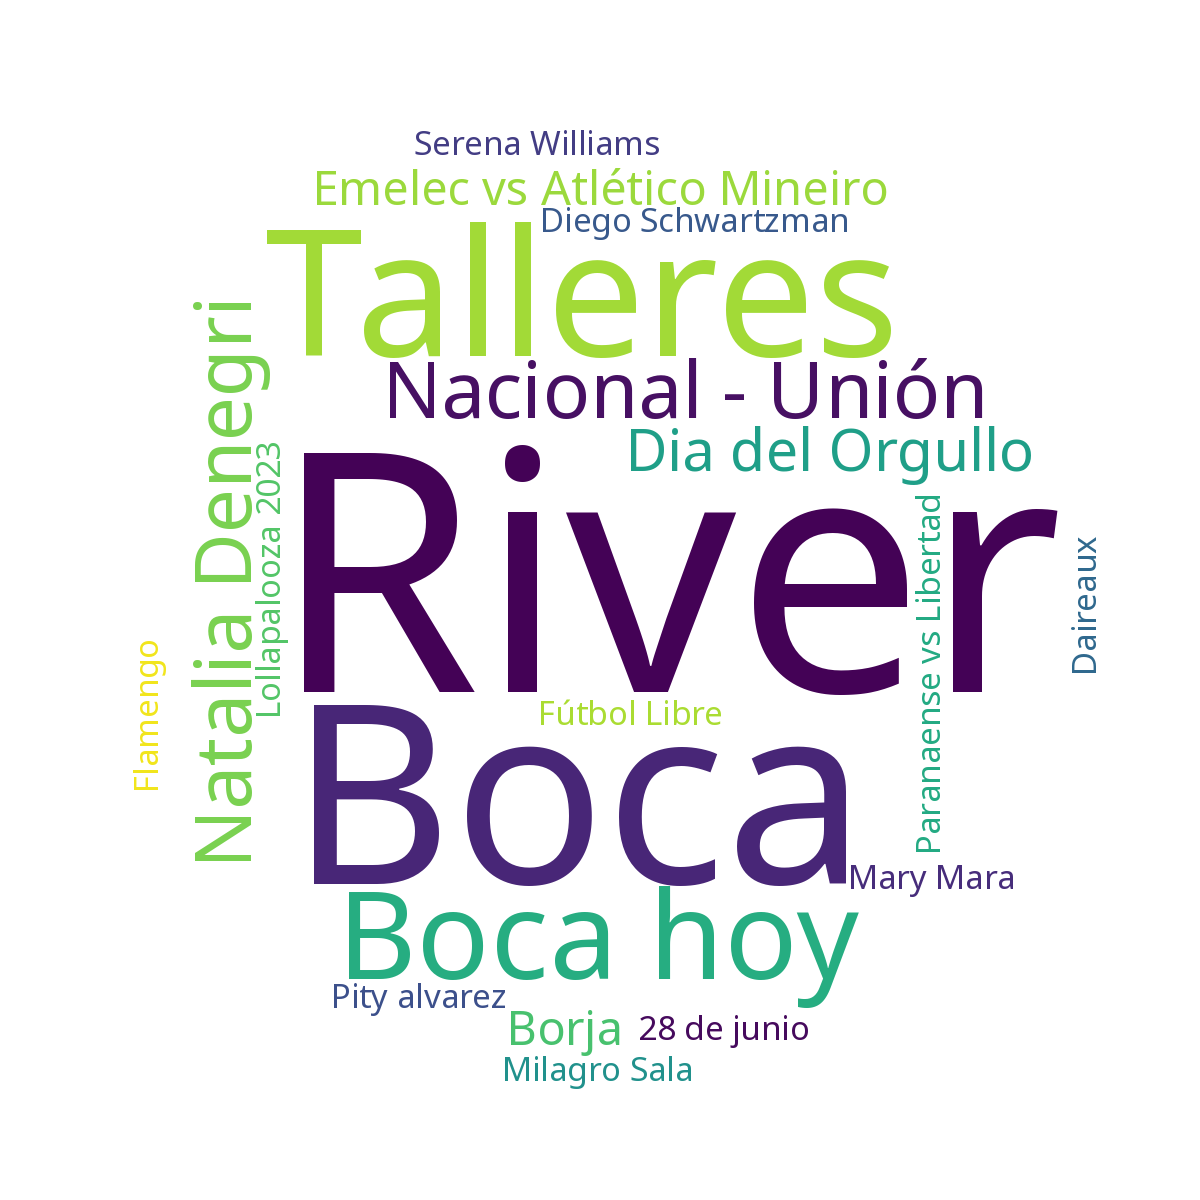 Serena Williams
Emelec vs Atlético Mineiro
Diego Schwartzman
Talleres
Nacional - Unión
Dia del Orgullo
Natalia Denegri
Lollapalooza 2023
River
Paranaense vs Libertad
Daireaux
Flamengo
Fútbol Libre
Boca
Mary Mara
Boca hoy
Pity alvarez
Borja
28 de junio
Milagro Sala